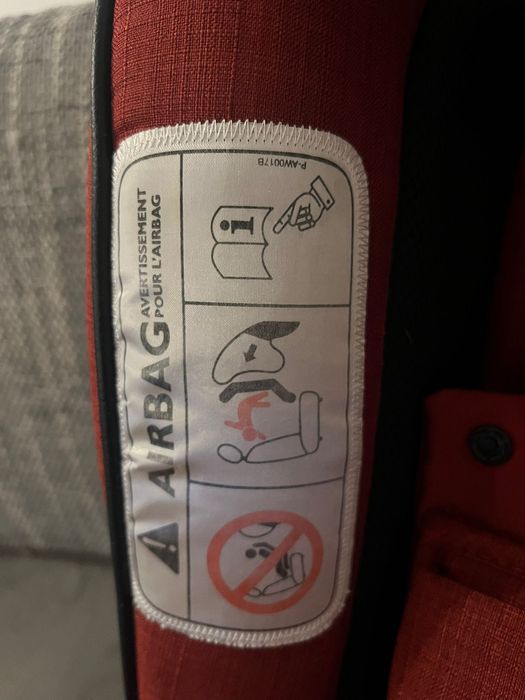 AIRBAG
AVERTISSEMENT
POUR L'AIRBAG
P-AW0017B
i